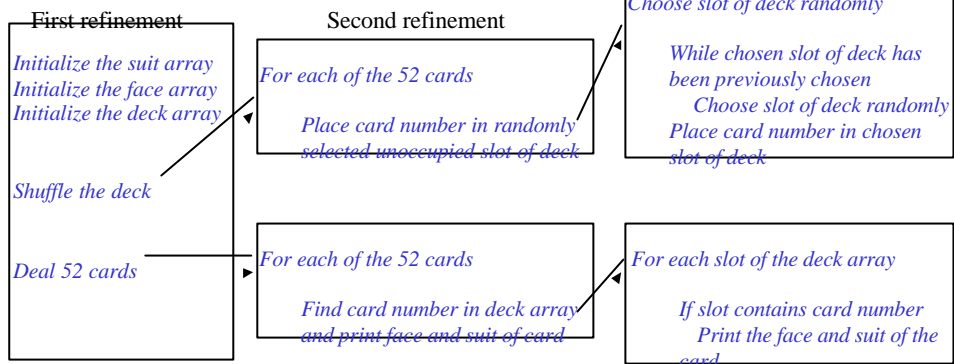 First refinement
Initialize the suit array
Initialize the face array
Initialize the deck array
Shuffle the deck
Deal 52 cards
Second refinement
For each of the 52 cards
Place card number in randomly
selected unoccupied slot of deck
For each of the 52 cards
Find card number in deck array
and print face and suit of card
Choose slot of deck randomly
While chosen slot of deck has
been previously chosen
Choose slot of deck randomly
Place card number in chosen
slot of deck
For each slot of the deck array
If slot contains card number
Print the face and suit of the
card